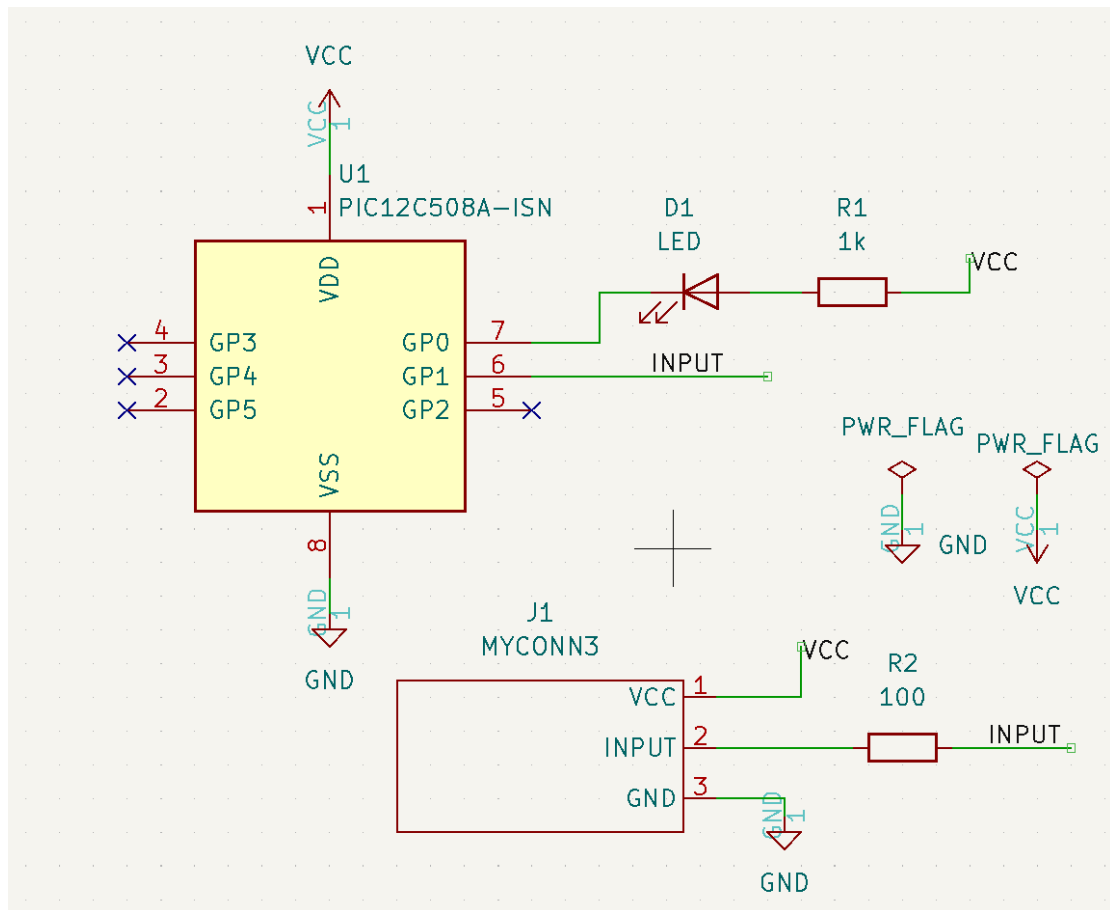 VCC
VCC
1
U1
1
PIC12C508A-ISN
D1
LED
R1
1k
VCC
VDD
4
GP3
3
GP4
2
GP5
GP0
7
GP1
6
GP2
5
INPUT
VSS
8
GND
1
GND
PWR_FLAG
GND
1
GND
PWR_FLAG
VCC
1
VCC
J1
MYCONN3
VCC
1
VCC
INPUT
2
R2
100
INPUT
GND
3
GND
1
GND